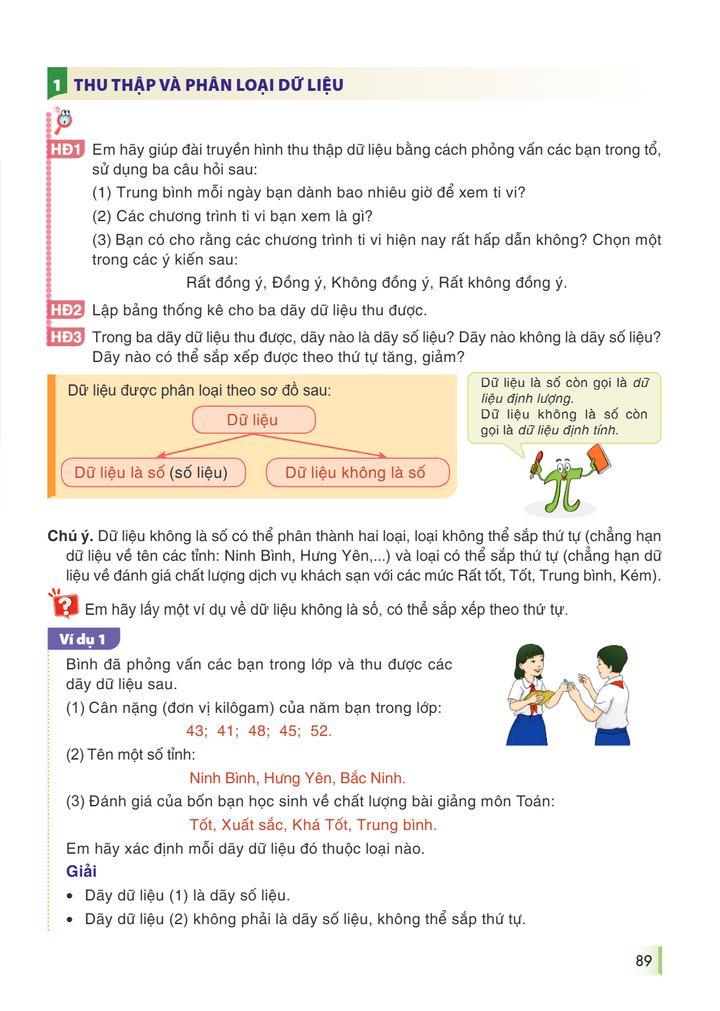 1 THU THẬP VÀ PHÂN LOẠI DỮ LIỆU
HĐ1 Em hãy giúp đài truyền hình thu thập dữ liệu bằng cách phỏng vấn các bạn trong tổ,
sử dụng ba câu hỏi sau:
(1) Trung bình mỗi ngày bạn dành bao nhiêu giờ để xem ti vi?
(2) Các chương trình ti vi bạn xem là gì?
(3) Bạn có cho rằng các chương trình ti vi hiện nay rất hấp dẫn không? Chọn một
trong các ý kiến sau:
Rất đồng ý, Đồng ý, Không đồng ý, Rất không đồng ý.
HĐ2 Lập bảng thống kê cho ba dãy dữ liệu thu được.
HĐ3 Trong ba dãy dữ liệu thu được, dãy nào là dãy số liệu? Dãy nào không là dãy số liệu?
Dãy nào có thể sắp xếp được theo thứ tự tăng, giảm?
Dữ liệu được phân loại theo sơ đồ sau:
Dữ liệu
Dữ liệu là số (số liệu)
Dữ liệu không là số
Dữ liệu là số còn gọi là dữ
liệu định lượng.
Dữ liệu không là số còn
gọi là dữ liệu định tính.
Chú ý. Dữ liệu không là số có thể phân thành hai loại, loại không thể sắp thứ tự (chẳng hạn
dữ liệu về tên các tỉnh: Ninh Bình, Hưng Yên,...) và loại có thể sắp thứ tự (chẳng hạn dữ
liệu về đánh giá chất lượng dịch vụ khách sạn với các mức Rất tốt, Tốt, Trung bình, Kém).
? Em hãy lấy một ví dụ về dữ liệu không là số, có thể sắp xếp theo thứ tự.
Ví dụ 1
Bình đã phỏng vấn các bạn trong lớp và thu được các
dãy dữ liệu sau.
(1) Cân nặng (đơn vị kilôgam) của năm bạn trong lớp:
43; 41; 48; 45; 52.
(2) Tên một số tỉnh:
Ninh Bình, Hưng Yên, Bắc Ninh.
(3) Đánh giá của bốn bạn học sinh về chất lượng bài giảng môn Toán:
Tốt, Xuất sắc, Khá Tốt, Trung bình.
Em hãy xác định mỗi dãy dữ liệu đó thuộc loại nào.
Giải
• Dãy dữ liệu (1) là dãy số liệu.
• Dãy dữ liệu (2) không phải là dãy số liệu, không thể sắp thứ tự.
89